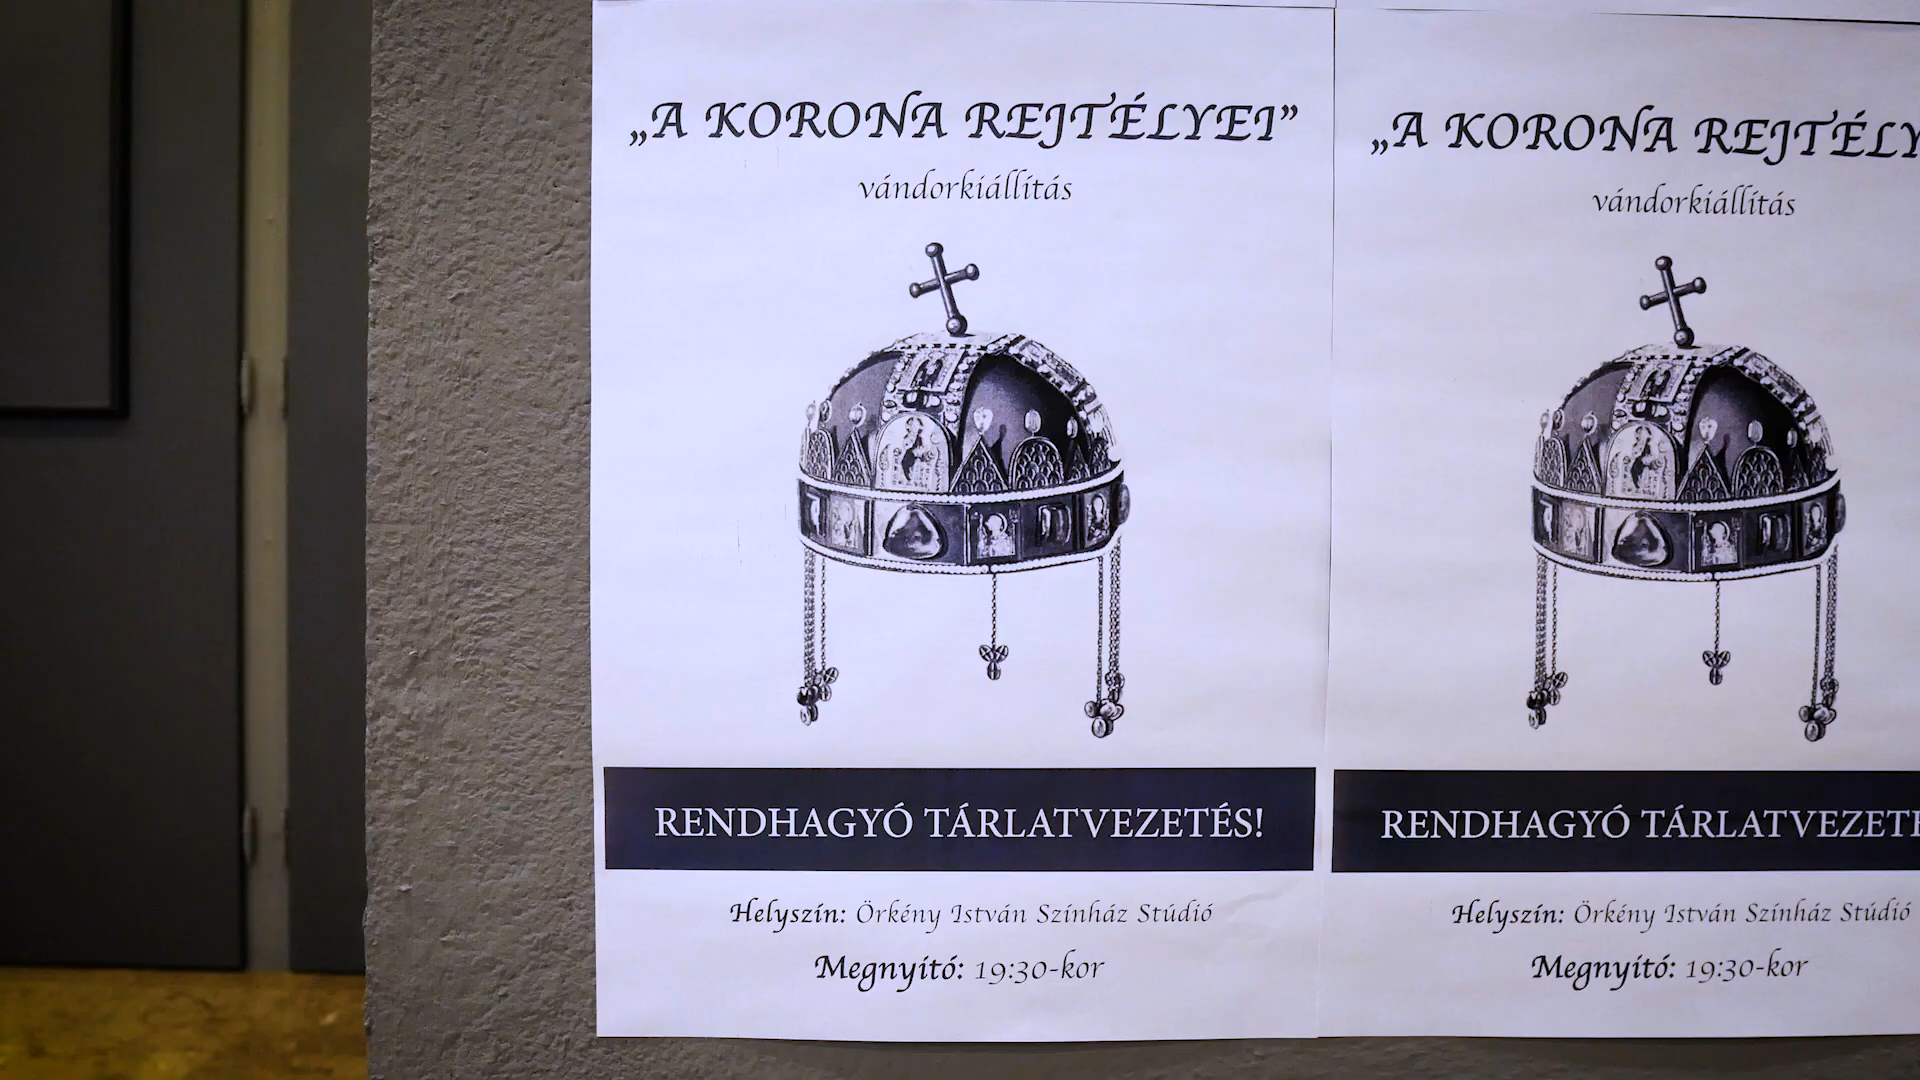 „A KORONA REJTÉLYEI”
vándorkiállítás
RENDHAGYÓ TÁRLATVEZETÉS!
Helyszín: Örkény István Színház Stúdió
Megnyitó: 19:30-kor
„A KORONA REJTÉLY
vándorkiállítás
RENDHAGYÓ TÁRLATVEZETÉ
Helyszín: Örkény István Színház Stúdió
Megnyitó: 19:30-kor